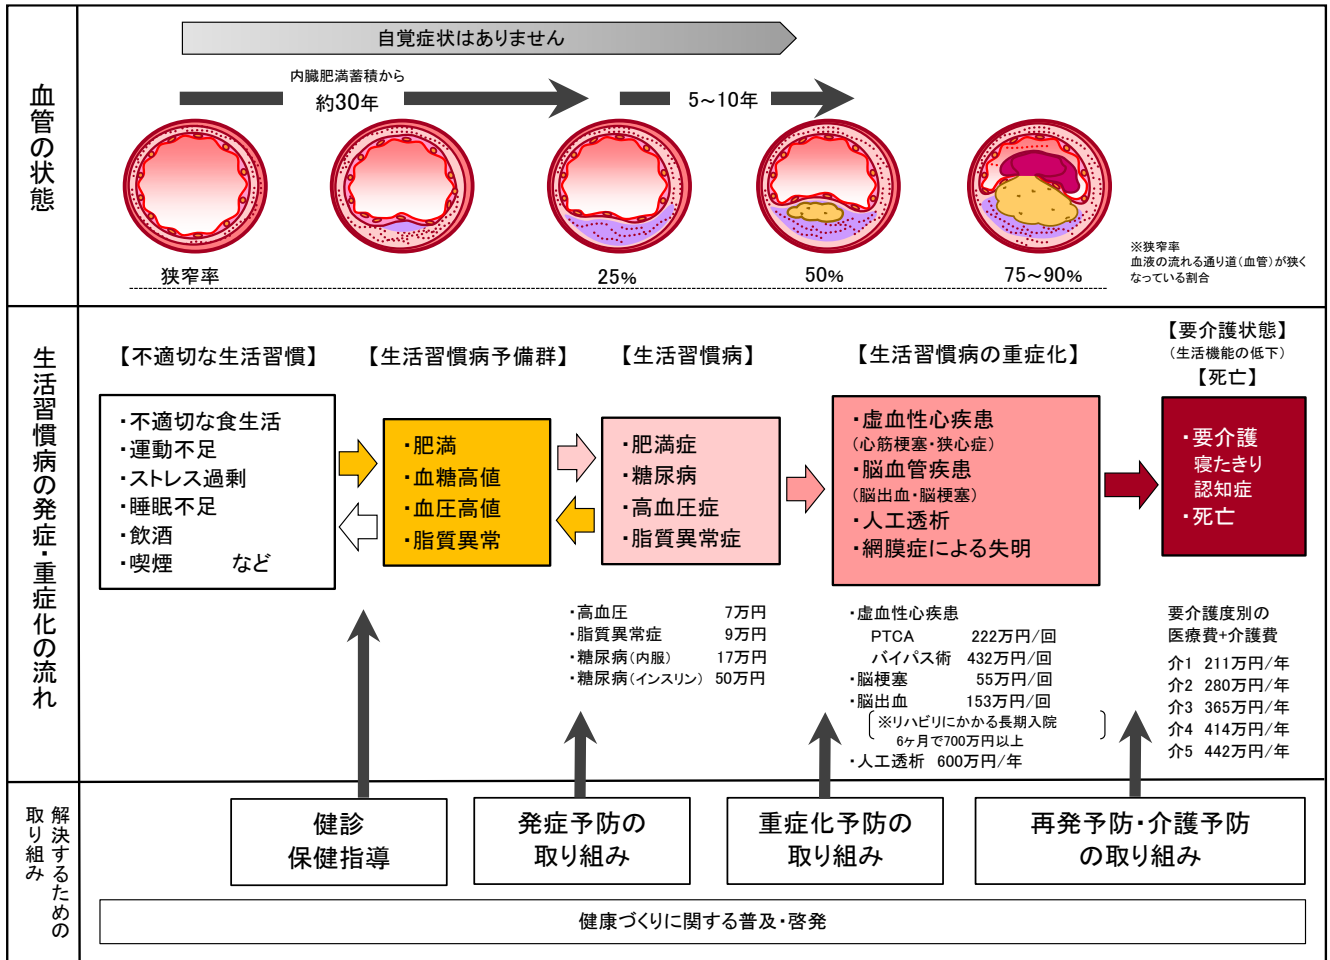 血管の状態
自覚症状はありません
内臓肥満蓄積から
約30年
5～10年
狭窄率
25%
50%
75～90%
※狭窄率
血液の流れる通り道(血管)が狭く
なっている割合
生活習慣病の発症・重症化の流れ
【不適切な生活習慣】
・不適切な食生活
・運動不足
・ストレス過剰
・睡眠不足
・飲酒
・喫煙 など
【生活習慣病予備群】
・肥満
・血糖高値
・血圧高値
・脂質異常
【生活習慣病】
・肥満症
・糖尿病
・高血圧症
・脂質異常症
・高血圧 7万円
・脂質異常症 9万円
・糖尿病(内服) 17万円
・糖尿病(インスリン) 50万円
【生活習慣病の重症化】
・虚血性心疾患
(心筋梗塞・狭心症)
・脳血管疾患
(脳出血・脳梗塞)
・人工透析
・網膜症による失明
・虚血性心疾患
PTCA 222万円/回
バイパス術 432万円/回
・脳梗塞 55万円/回
・脳出血 153万円/回
※リハビリにかかる長期入院
6ヶ月で700万円以上
・人工透析 600万円/年
【要介護状態】
(生活機能の低下)
【死亡】
・要介護
寝たきり
認知症
・死亡
要介護度別の
医療費+介護費
介1 211万円/年
介2 280万円/年
介3 365万円/年
介4 414万円/年
介5 442万円/年
解決するための
取り組み
健診
保健指導
発症予防の
取り組み
重症化予防の
取り組み
再発予防・介護予防
の取り組み
健康づくりに関する普及・啓発